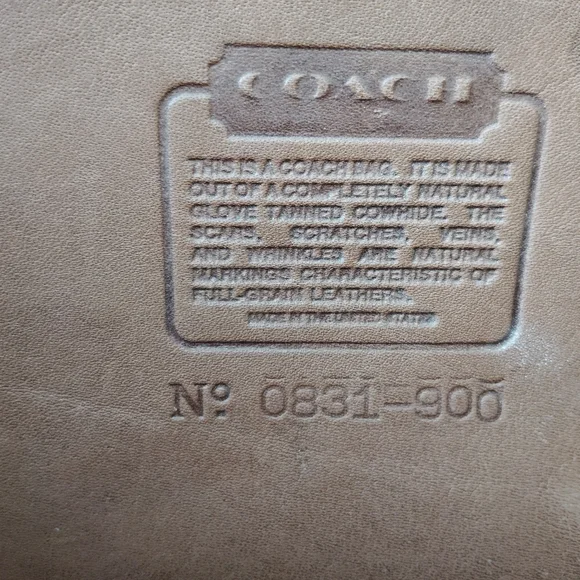 COACH
THIS IS A COACH BAG. IT IS MADE
OUT OF A COMPLETELY NATURAL
GLOVE TANNED COWHIDE. THE
SCARS, SCRATCHES, VEINS,
AND WRINKLES ARE NATURAL
MARKINGS CHARACTERISTIC OF
FULL-GRAIN LEATHERS.
MADE IN THE UNITED STATES
Nº 0831-900